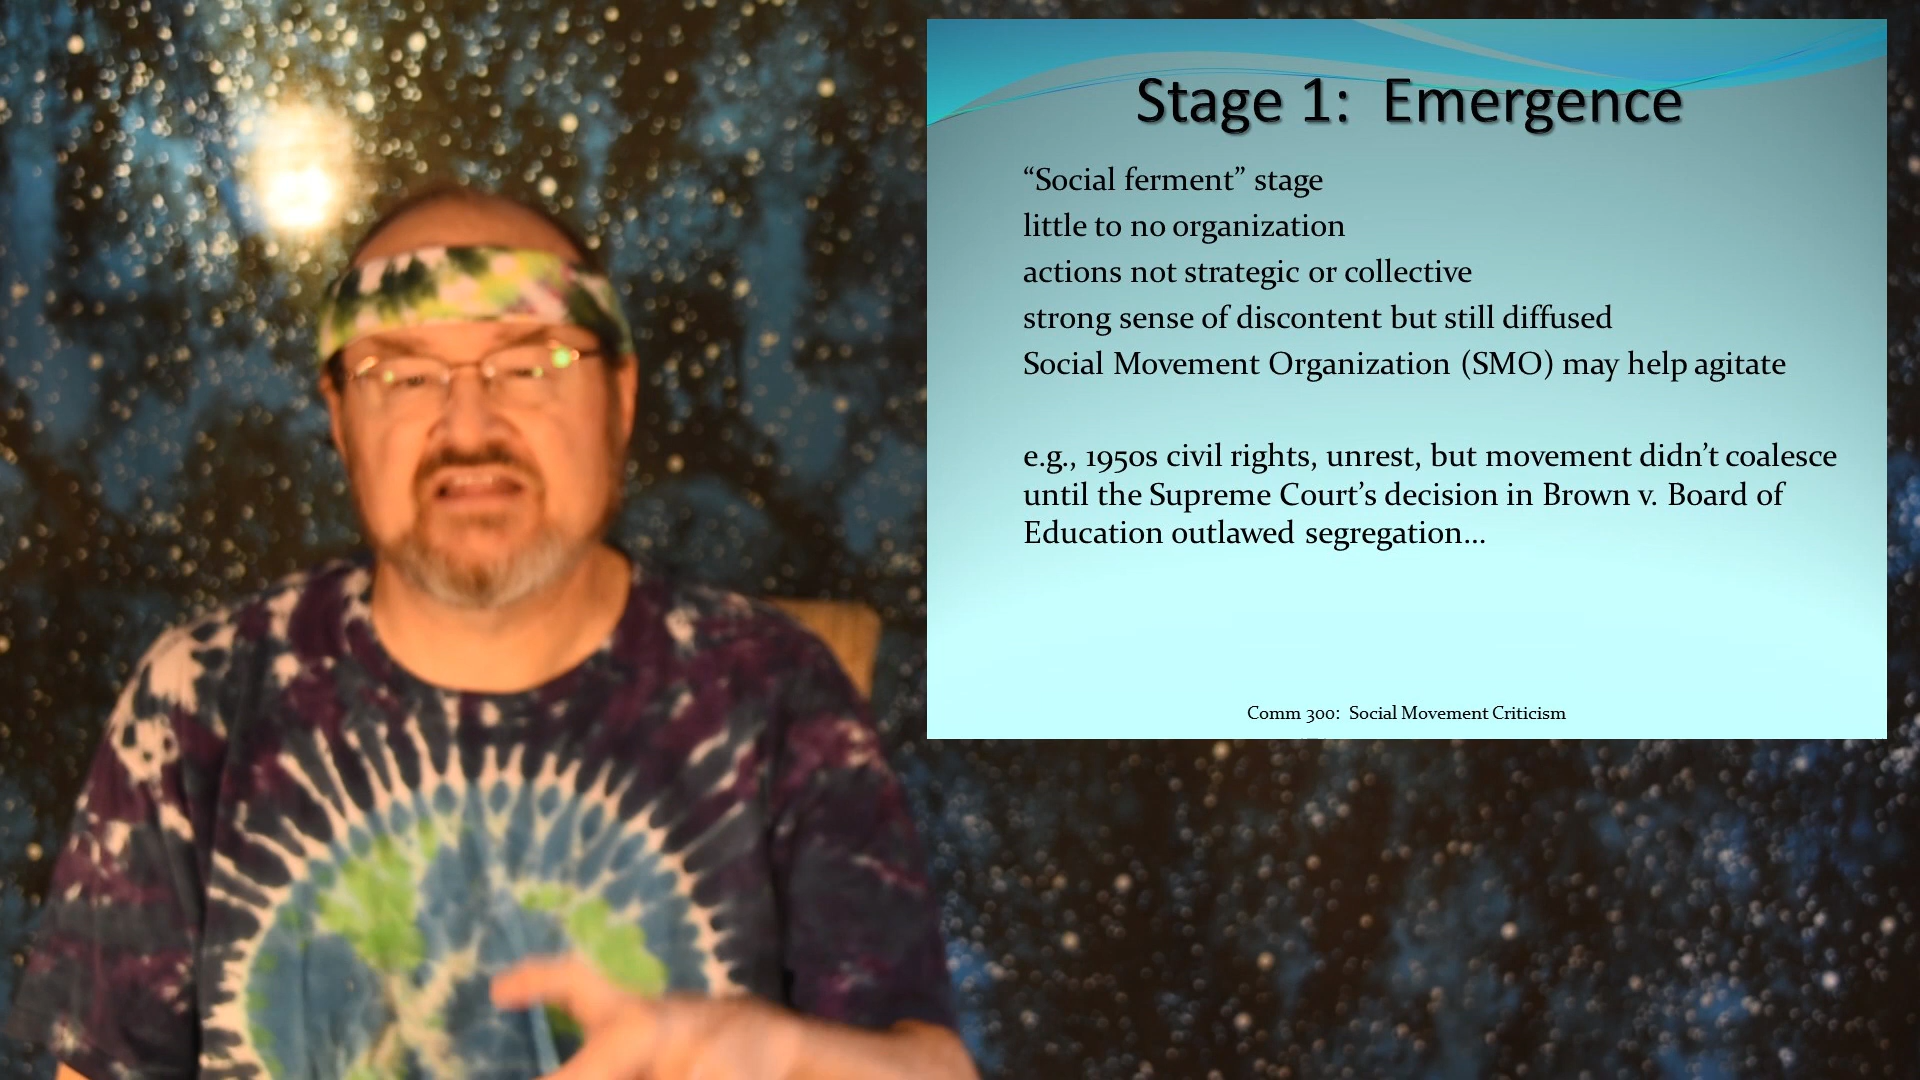 Stage 1:  Emergence
“Social ferment” stage
little to no organization
actions not strategic or collective
strong sense of discontent but still diffused
Social Movement Organization (SMO) may help agitate
e.g., 1950s civil rights, unrest, but movement didn’t coalesce
until the Supreme Court’s decision in Brown v. Board of
Education outlawed segregation...
Comm 300:  Social Movement Criticism